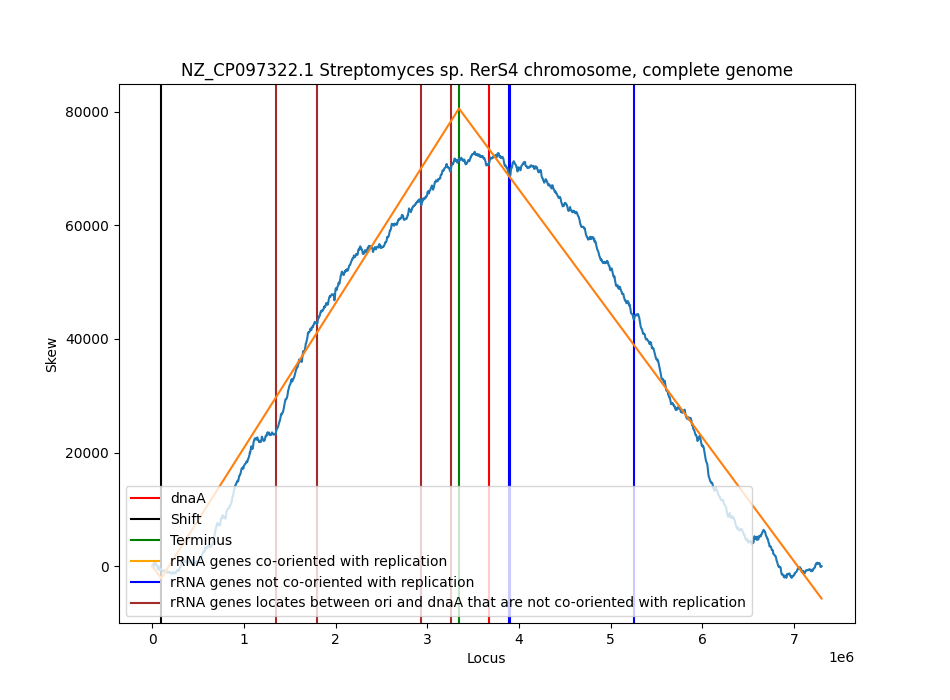 NZ_CP097322.1 Streptomyces sp. RerS4 chromosome, complete genome
80000
60000
40000
20000
0
Skew
dnaA
Shift
Terminus
rRNA genes co-oriented with replication
rRNA genes not co-oriented with replication
rRNA genes locates between ori and dnaA that are not co-oriented with replication
0 1 2 3 4 5 6 7
1e6
Locus